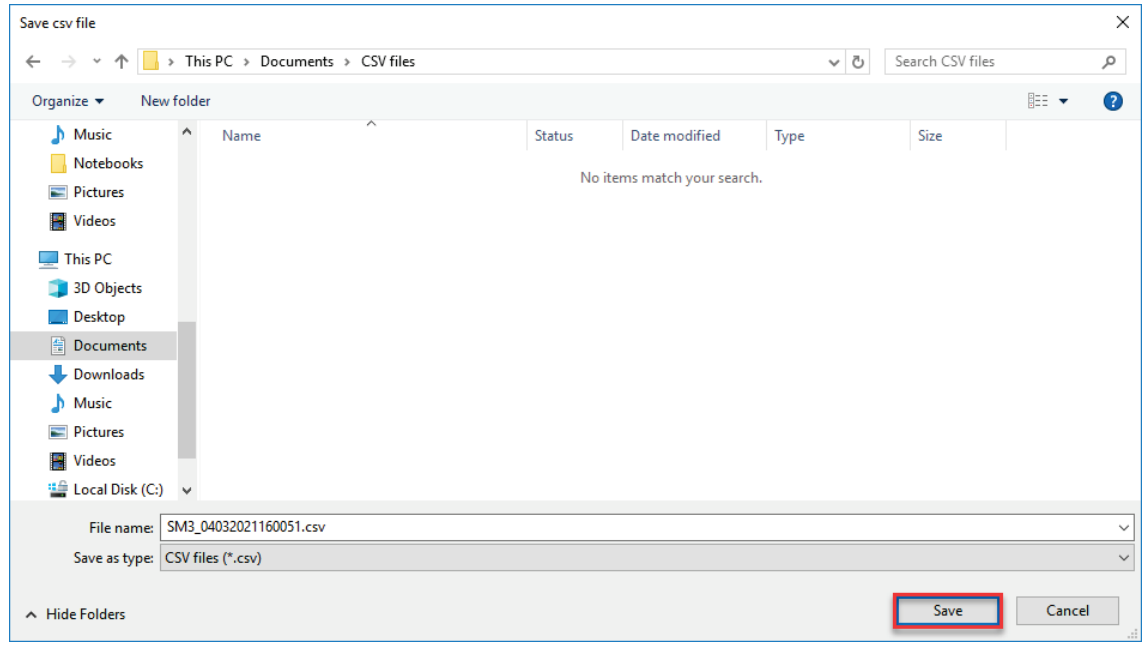 Save csv file
This PC > Documents > CSV files
Search CSV files
Organize
New folder
Music
Notebooks
Pictures
Videos
This PC
3D Objects
Desktop
Documents
Downloads
Music
Pictures
Videos
Local Disk (C:)
Name Status Date modified Type Size
No items match your search.
File name: SM3_04032021160051.csv
Save as type: CSV files (*.csv)
Hide Folders
Save
Cancel